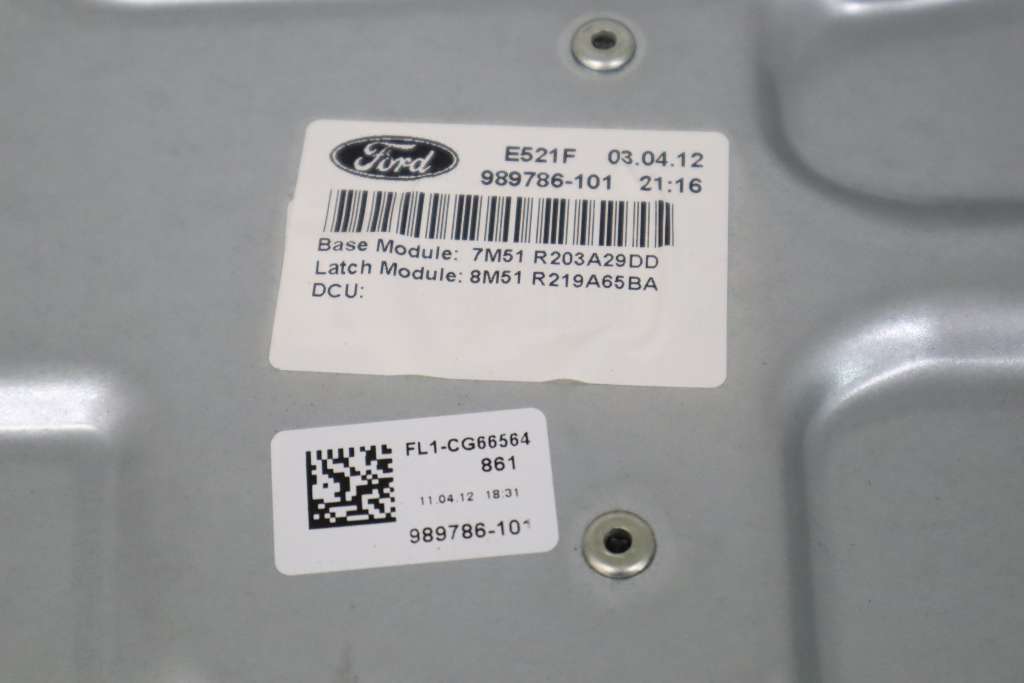 Ford
E521F 03.04.12
989786-101 21:16
Base Module: 7M51 R203A29DD
Latch Module: 8M51 R219A65BA
DCU:
FL1-CG66564
861
11.04.12 18:31
989786-101